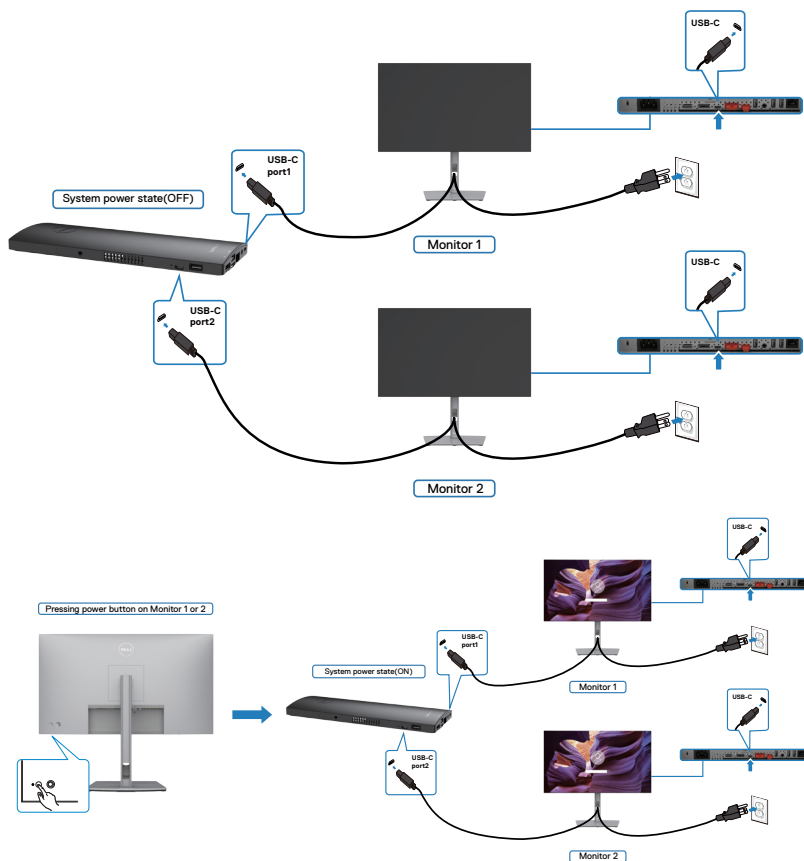 USB-C
USB-C
port1
System power state(OFF)
Monitor 1
USB-C
USB-C
port2
Monitor 2
USB-C
Pressing power button on Monitor 1 or 2
DELL
USB-C
port1
System power state(ON)
Monitor 1
USB-C
USB-C
port2
Monitor 2